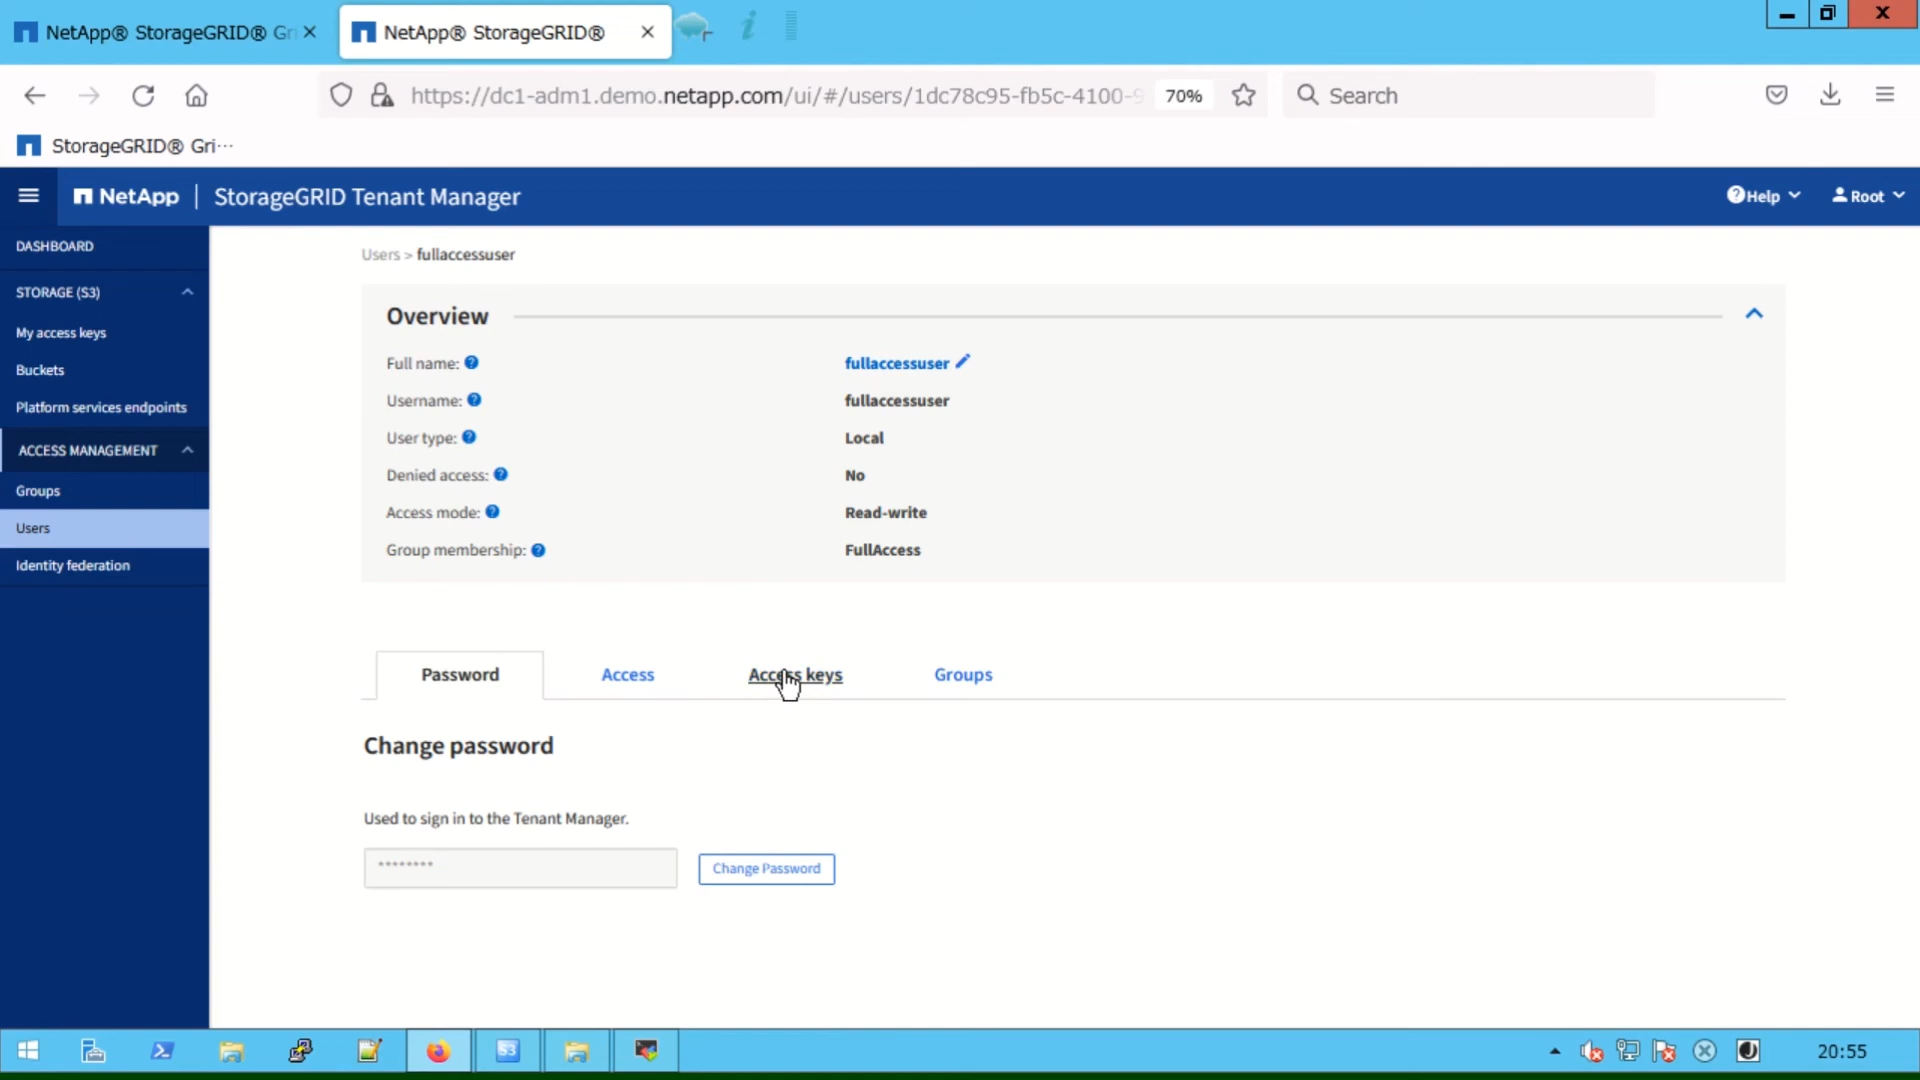 NetApp® StorageGRID® Gri
NetApp® StorageGRID®
https://dc1-adm1.demo.netapp.com/ui/#/users/1dc78c95-fb5c-4100-9
70%
Search
StorageGRID® Gri···
NetApp
StorageGRID Tenant Manager
Help
Root
DASHBOARD
STORAGE (S3)
My access keys
Buckets
Platform services endpoints
ACCESS MANAGEMENT
Groups
Users
Identity federation
Users > fullaccessuser
Overview
Full name: fullaccessuser
Username: fullaccessuser
User type: Local
Denied access: No
Access mode: Read-write
Group membership: FullAccess
Password
Access
Access keys
Groups
Change password
Used to sign in to the Tenant Manager.
********
Change Password
S3
20:55